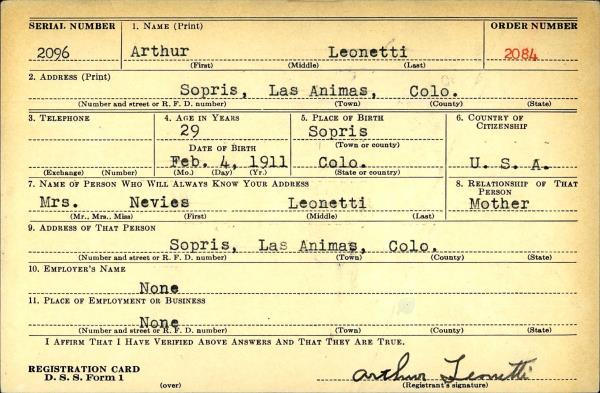 SERIAL NUMBER 1. NAME (Print) ORDER NUMBER
2096 Arthur Leonetti 2084
(First) (Middle) (Last)
2. ADDRESS (Print)
Sopris, Las Animas, Colo.
(Number and street or R. F. D. number) (Town) (County) (State)
3. TELEPHONE 4. AGE IN YEARS 5. PLACE OF BIRTH 6. COUNTRY OF CITIZENSHIP
29 Sopris
DATE OF BIRTH (Town or county)
Feb. 4, 1911 Colo. U. S. A.
(Exchange) (Number) (Mo.) (Day) (Yr.) (State or country)
7. NAME OF PERSON WHO WILL ALWAYS KNOW YOUR ADDRESS 8. RELATIONSHIP OF THAT PERSON
Mrs. Nevies Leonetti Mother
(Mr., Mrs., Miss) (First) (Middle) (Last)
9. ADDRESS OF THAT PERSON
Sopris, Las Animas, Colo.
(Number and street or R. F. D. number) (Town) (County) (State)
10. EMPLOYER'S NAME
None
11. PLACE OF EMPLOYMENT OR BUSINESS
None
(Number and street or R. F. D. number) (Town) (County) (State)
I AFFIRM THAT I HAVE VERIFIED ABOVE ANSWERS AND THAT THEY ARE TRUE.
REGISTRATION CARD
D. S. S. Form 1 Arthur Leonetti
(over) (Registrant's signature)